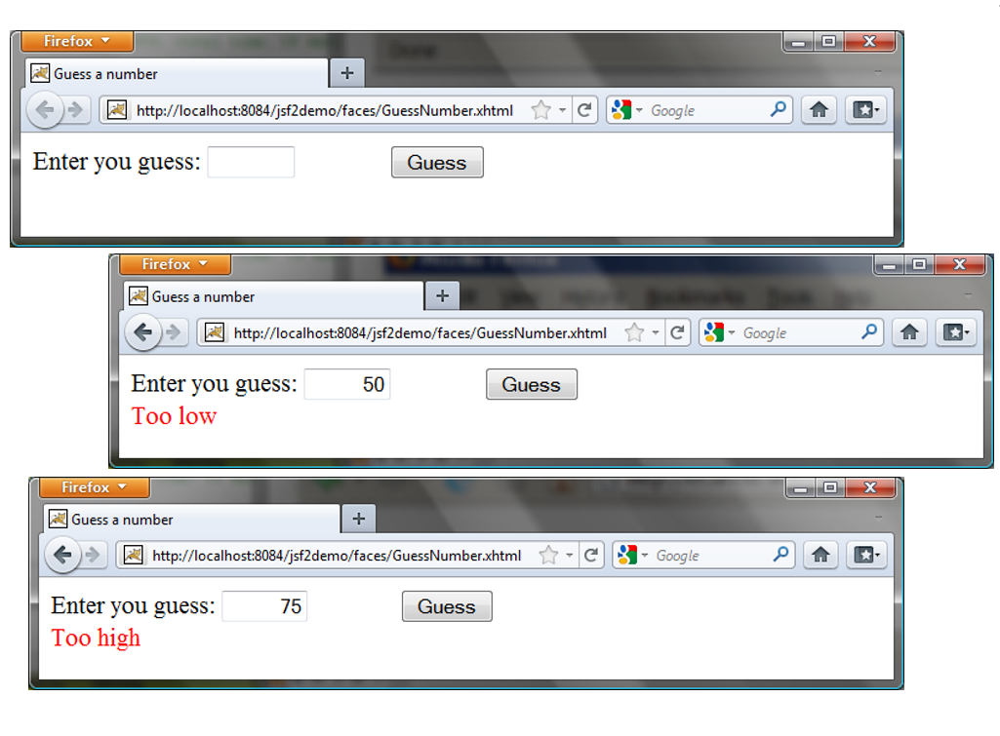 Firefox
Guess a number
http://localhost:8084/jsf2demo/faces/GuessNumber.xhtml
Google
Enter you guess:
Guess
Firefox
Guess a number
http://localhost:8084/jsf2demo/faces/GuessNumber.xhtml
Google
Enter you guess: 50
Guess
Too low
Firefox
Guess a number
http://localhost:8084/jsf2demo/faces/GuessNumber.xhtml
Google
Enter you guess: 75
Guess
Too high